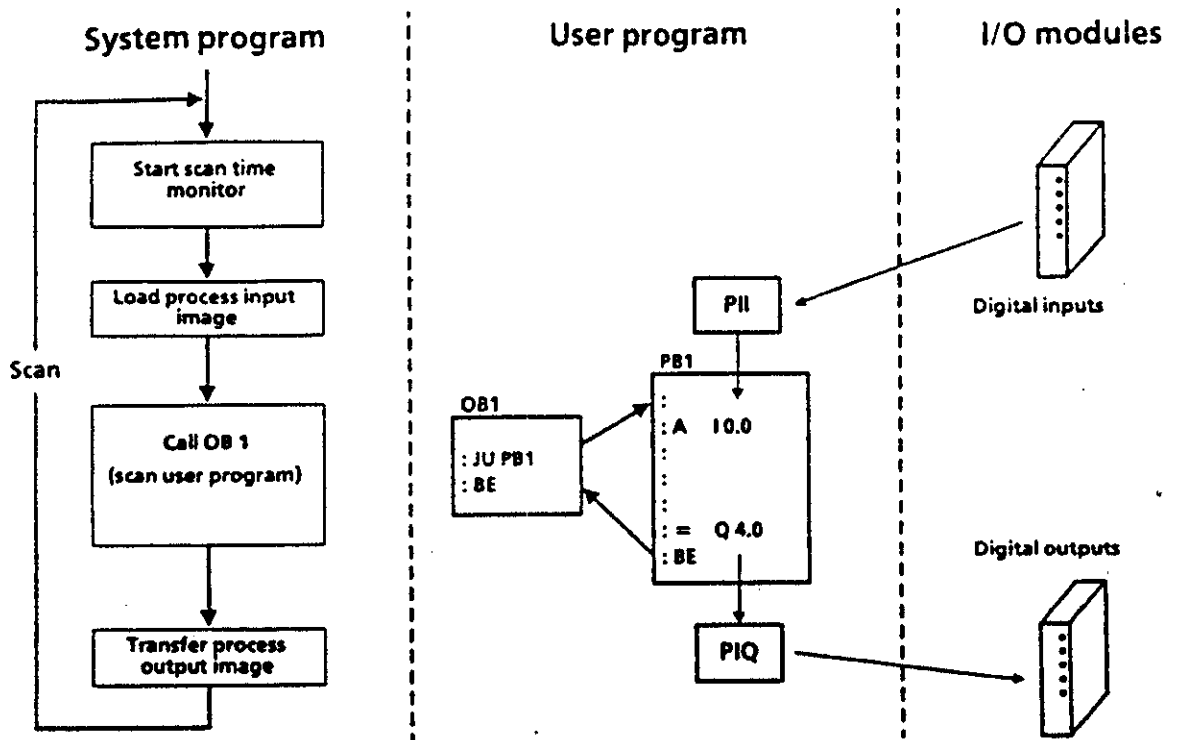 System program
User program
I/O modules
Start scan time
monitor
Load process input
image
Scan
Call OB 1
(scan user program)
Transfer process
output image
PII
PB1
:
: A I 0.0
:
:
:
: = Q 4.0
: BE
OB1
: JU PB1
: BE
PIQ
Digital inputs
Digital outputs